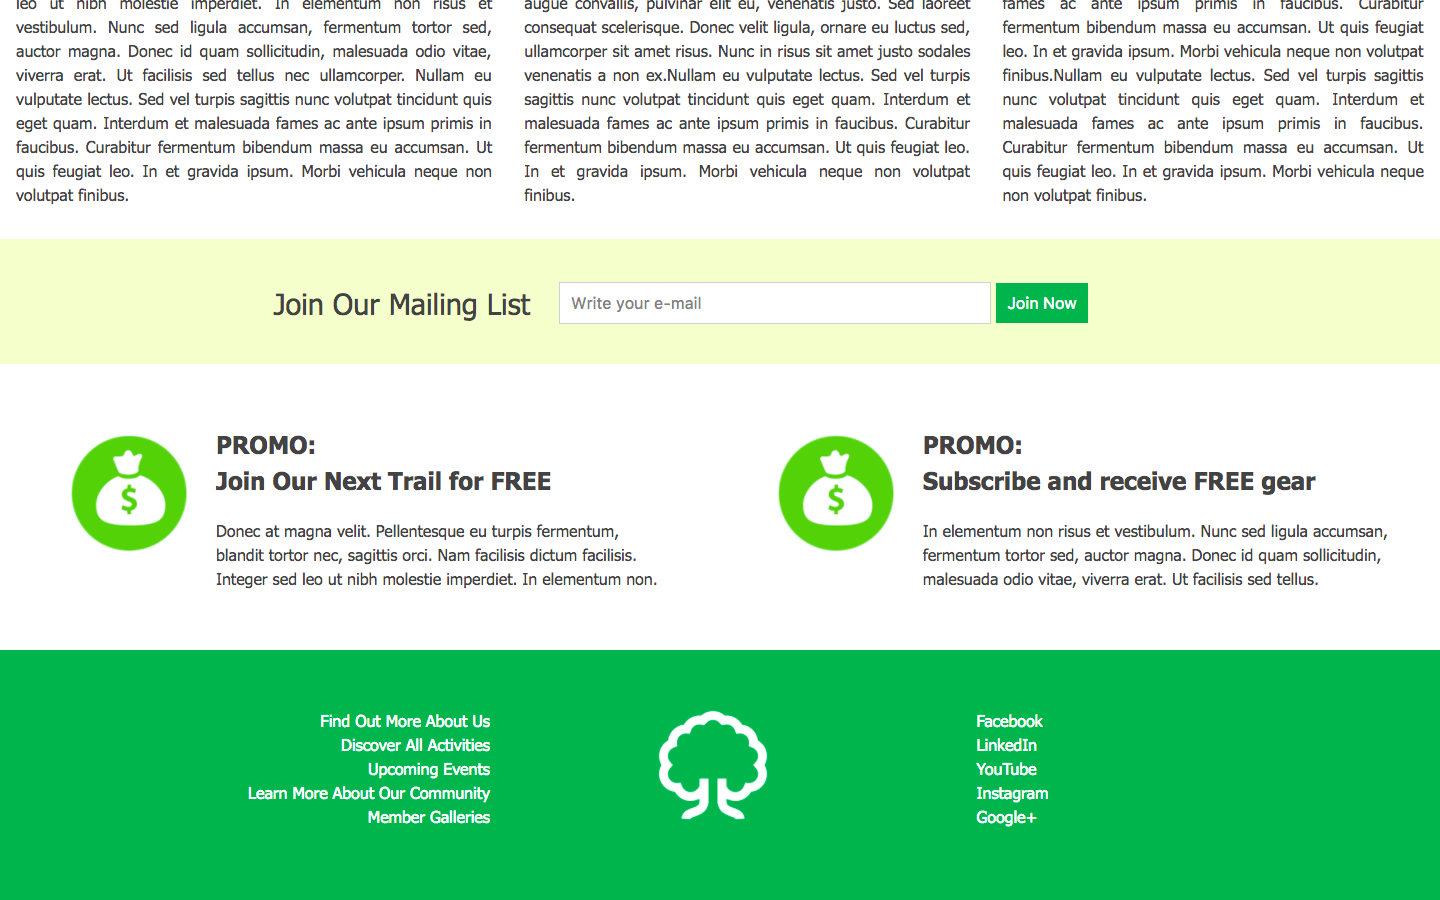 leo ut nibh molestie imperdiet. In elementum non risus et
vestibulum. Nunc sed ligula accumsan, fermentum tortor sed,
auctor magna. Donec id quam sollicitudin, malesuada odio vitae,
viverra erat. Ut facilisis sed tellus nec ullamcorper. Nullam eu
vulputate lectus. Sed vel turpis sagittis nunc volutpat tincidunt quis
eget quam. Interdum et malesuada fames ac ante ipsum primis in
faucibus. Curabitur fermentum bibendum massa eu accumsan. Ut
quis feugiat leo. In et gravida ipsum. Morbi vehicula neque non
volutpat finibus.
augue convallis, pulvinar elit eu, venenatis justo. Sed laoreet
consequat scelerisque. Donec velit ligula, ornare eu luctus sed,
ullamcorper sit amet risus. Nunc in risus sit amet justo sodales
venenatis a non ex.Nullam eu vulputate lectus. Sed vel turpis
sagittis nunc volutpat tincidunt quis eget quam. Interdum et
malesuada fames ac ante ipsum primis in faucibus. Curabitur
fermentum bibendum massa eu accumsan. Ut quis feugiat leo.
In et gravida ipsum. Morbi vehicula neque non volutpat
finibus.
fames ac ante ipsum primis in faucibus. Curabitur
fermentum bibendum massa eu accumsan. Ut quis feugiat
leo. In et gravida ipsum. Morbi vehicula neque non volutpat
finibus.Nullam eu vulputate lectus. Sed vel turpis sagittis
nunc volutpat tincidunt quis eget quam. Interdum et
malesuada fames ac ante ipsum primis in faucibus.
Curabitur fermentum bibendum massa eu accumsan. Ut
quis feugiat leo. In et gravida ipsum. Morbi vehicula neque
non volutpat finibus.
Join Our Mailing List
Write your e-mail
Join Now
PROMO:
Join Our Next Trail for FREE
Donec at magna velit. Pellentesque eu turpis fermentum,
blandit tortor nec, sagittis orci. Nam facilisis dictum facilisis.
Integer sed leo ut nibh molestie imperdiet. In elementum non.
PROMO:
Subscribe and receive FREE gear
In elementum non risus et vestibulum. Nunc sed ligula accumsan,
fermentum tortor sed, auctor magna. Donec id quam sollicitudin,
malesuada odio vitae, viverra erat. Ut facilisis sed tellus.
Find Out More About Us
Discover All Activities
Upcoming Events
Learn More About Our Community
Member Galleries
Facebook
LinkedIn
YouTube
Instagram
Google+